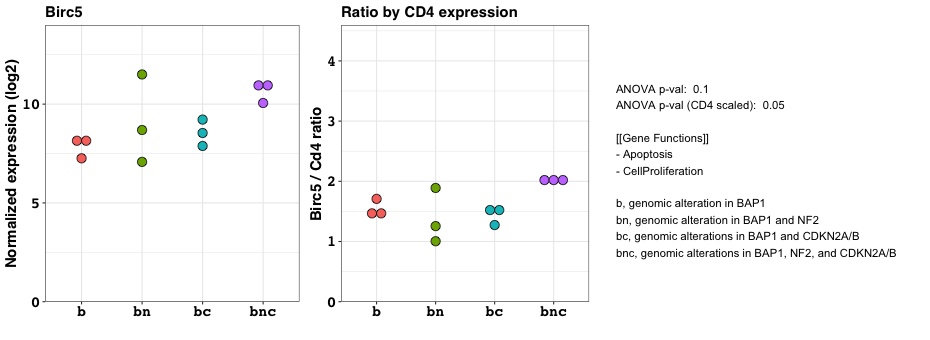 Birc5
Normalized expression (log2)
10
5
0
b bn bc bnc
Ratio by CD4 expression
Birc5 / Cd4 ratio
4
3
2
1
0
b bn bc bnc
ANOVA p-val: 0.1
ANOVA p-val (CD4 scaled): 0.05
[[Gene Functions]]
- Apoptosis
- CellProliferation
b, genomic alteration in BAP1
bn, genomic alteration in BAP1 and NF2
bc, genomic alterations in BAP1 and CDKN2A/B
bnc, genomic alterations in BAP1, NF2, and CDKN2A/B